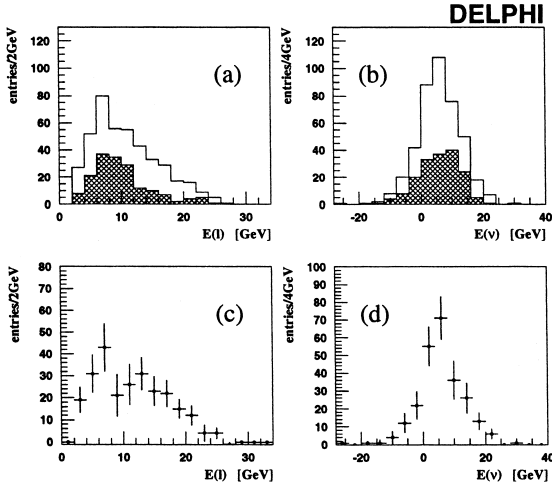 DELPHI
entries/2GeV
120
100
80
60
40
20
0
(a)
0 10 20 30
E(l) [GeV]
entries/4GeV
120
100
80
60
40
20
0
(b)
-20 0 20 40
E(ν) [GeV]
entries/2GeV
80
70
60
50
40
30
20
10
0
(c)
0 10 20 30
E(l) [GeV]
entries/4GeV
100
90
80
70
60
50
40
30
20
10
0
(d)
-20 0 20 40
E(ν) [GeV]